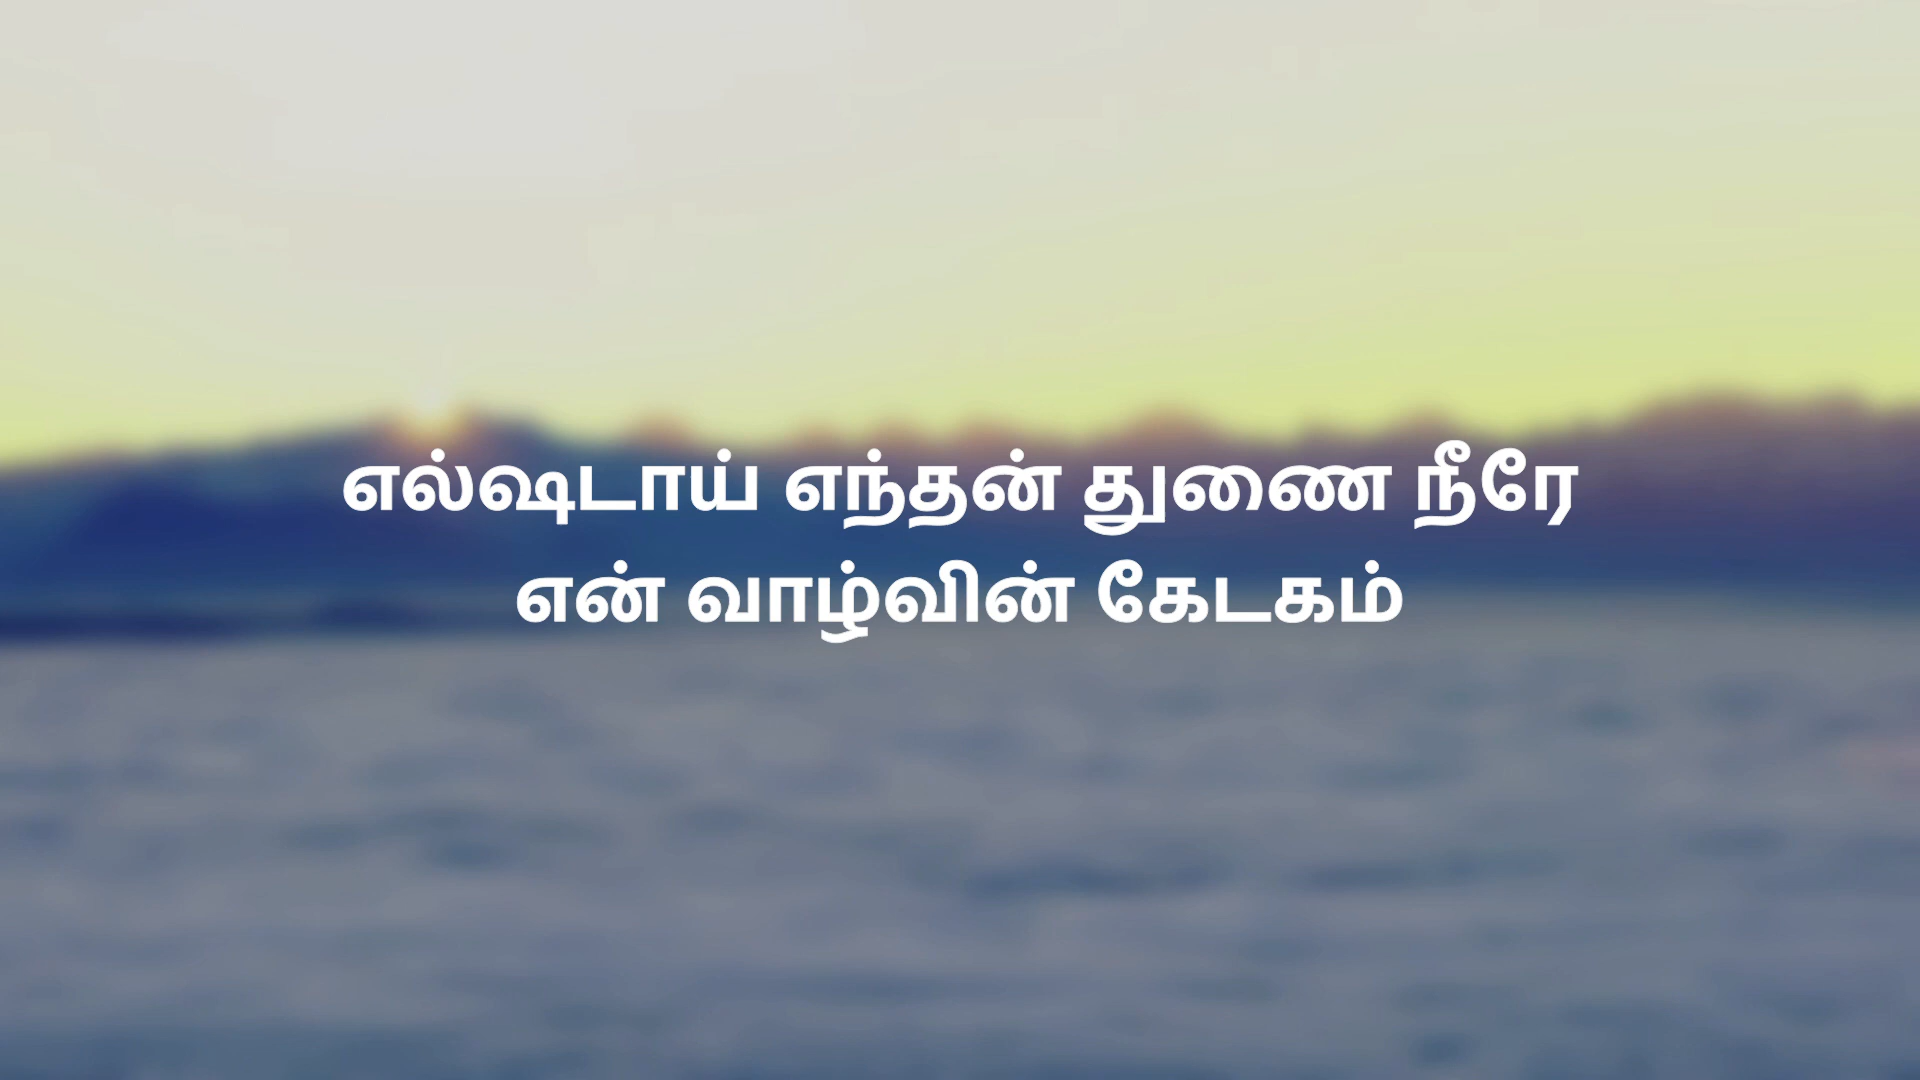 எல்ஷடாய் எந்தன் துணை நீரே
என் வாழ்வின் கேடகம்